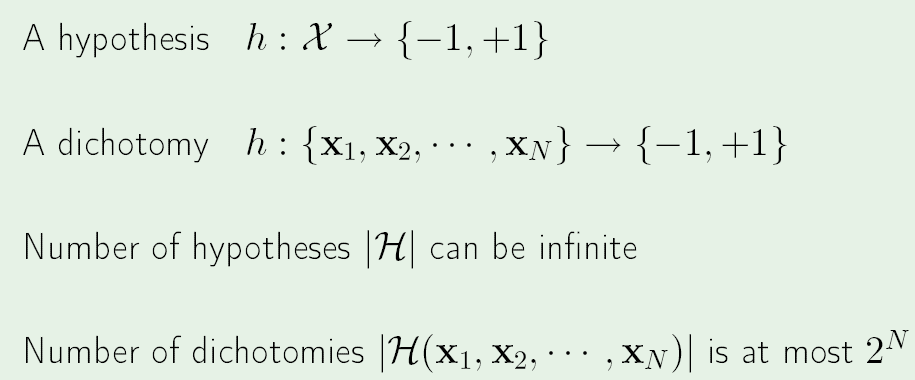 A hypothesis h : 𝒳 → {−1, +1}
A dichotomy h : {𝐱₁, 𝐱₂, ⋯ , 𝐱_N} → {−1, +1}
Number of hypotheses |ℋ| can be infinite
Number of dichotomies |ℋ(𝐱₁, 𝐱₂, ⋯ , 𝐱_N)| is at most 2^N